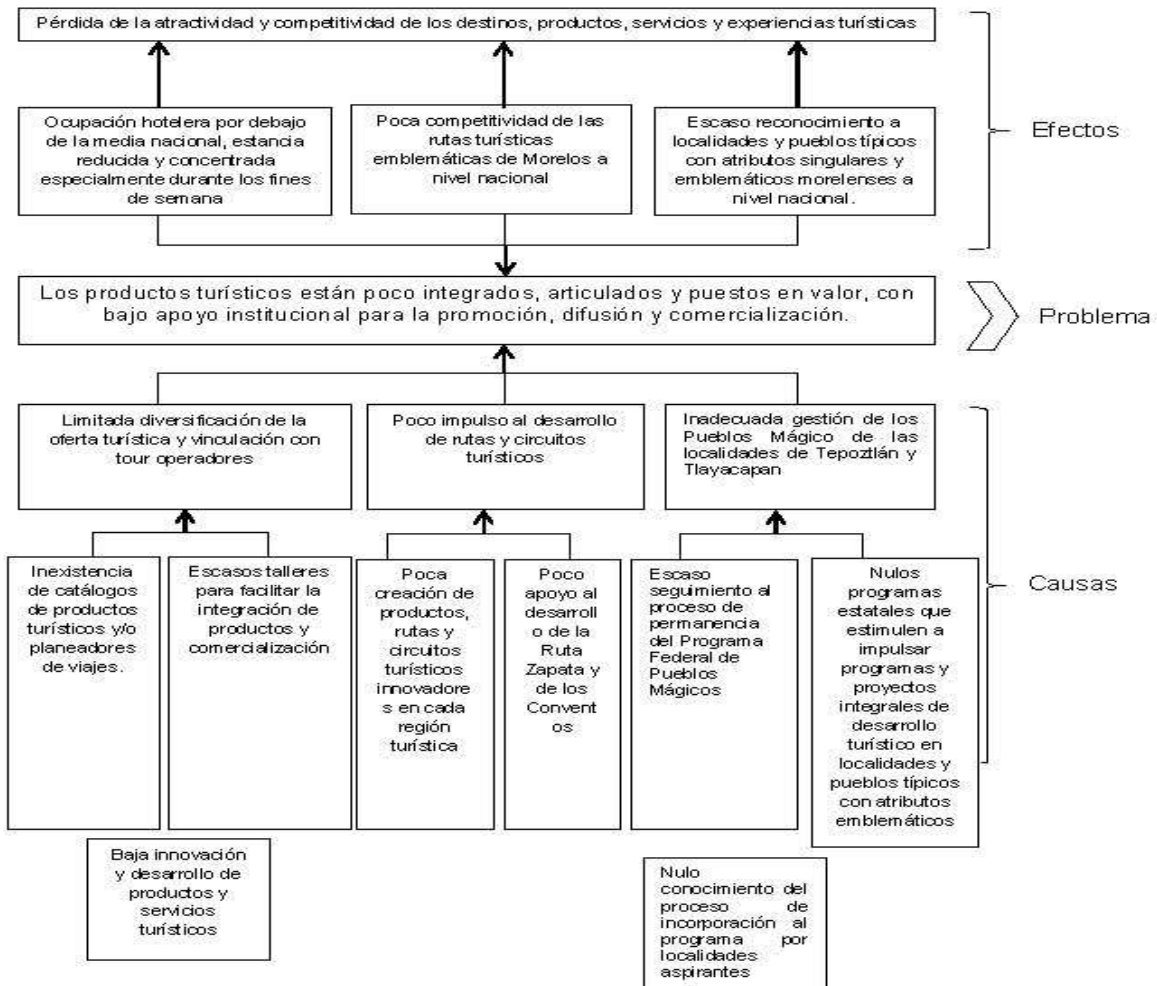 Pérdida de la atractividad y competitividad de los destinos, productos, servicios y experiencias turísticas
Ocupación hotelera por debajo
de la media nacional, estancia
reducida y concentrada
especialmente durante los fines
de semana
Poca competitividad de las
rutas turísticas
emblemáticas de Morelos a
nivel nacional
Escaso reconocimiento a
localidades y pueblos típicos
con atributos singulares y
emblemáticos morelenses a
nivel nacional.
Efectos
Los productos turísticos están poco integrados, articulados y puestos en valor, con
bajo apoyo institucional para la promoción, difusión y comercialización.
Problema
Limitada diversificación de la
oferta turística y vinculación con
tour operadores
Poco impulso al desarrollo
de rutas y circuitos
turísticos
Inadecuada gestión de los
Pueblos Mágico de las
localidades de Tepoztlán y
Tlayacapan
Causas
Inexistencia
de catálogos
de productos
turísticos y/o
planeadores
de viajes.
Escasos talleres
para facilitar la
integración de
productos y
comercialización
Poca
creación de
productos,
rutas y
circuitos
turísticos
innovadore
s en cada
región
turística
Poco
apoyo al
desarroll
o de la
Ruta
Zapata y
de los
Convent
os
Escaso
seguimiento al
proceso de
permanencia
del Programa
Federal de
Pueblos
Mágicos
Nulos
programas
estatales que
estimulen a
impulsar
programas y
proyectos
integrales de
desarrollo
turístico en
localidades y
pueblos típicos
con atributos
emblemáticos
Baja innovación
y desarrollo de
productos y
servicios
turísticos
Nulo
conocimiento del
proceso de
incorporación al
programa por
localidades
aspirantes